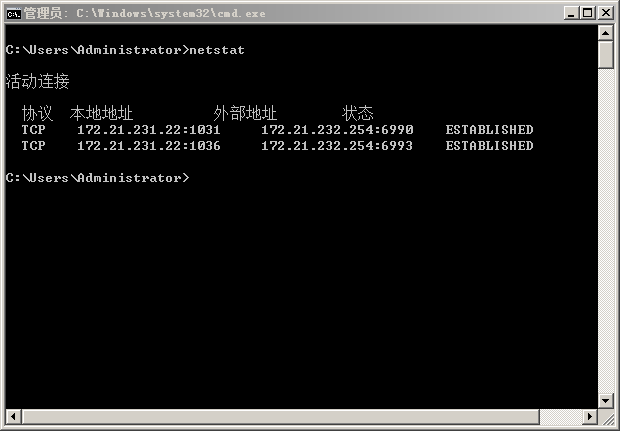 管理员: C:\Windows\system32\cmd.exe
C:\Users\Administrator>netstat
活动连接
协议 本地地址 外部地址 状态
TCP 172.21.231.22:1031 172.21.232.254:6990 ESTABLISHED
TCP 172.21.231.22:1036 172.21.232.254:6993 ESTABLISHED
C:\Users\Administrator>